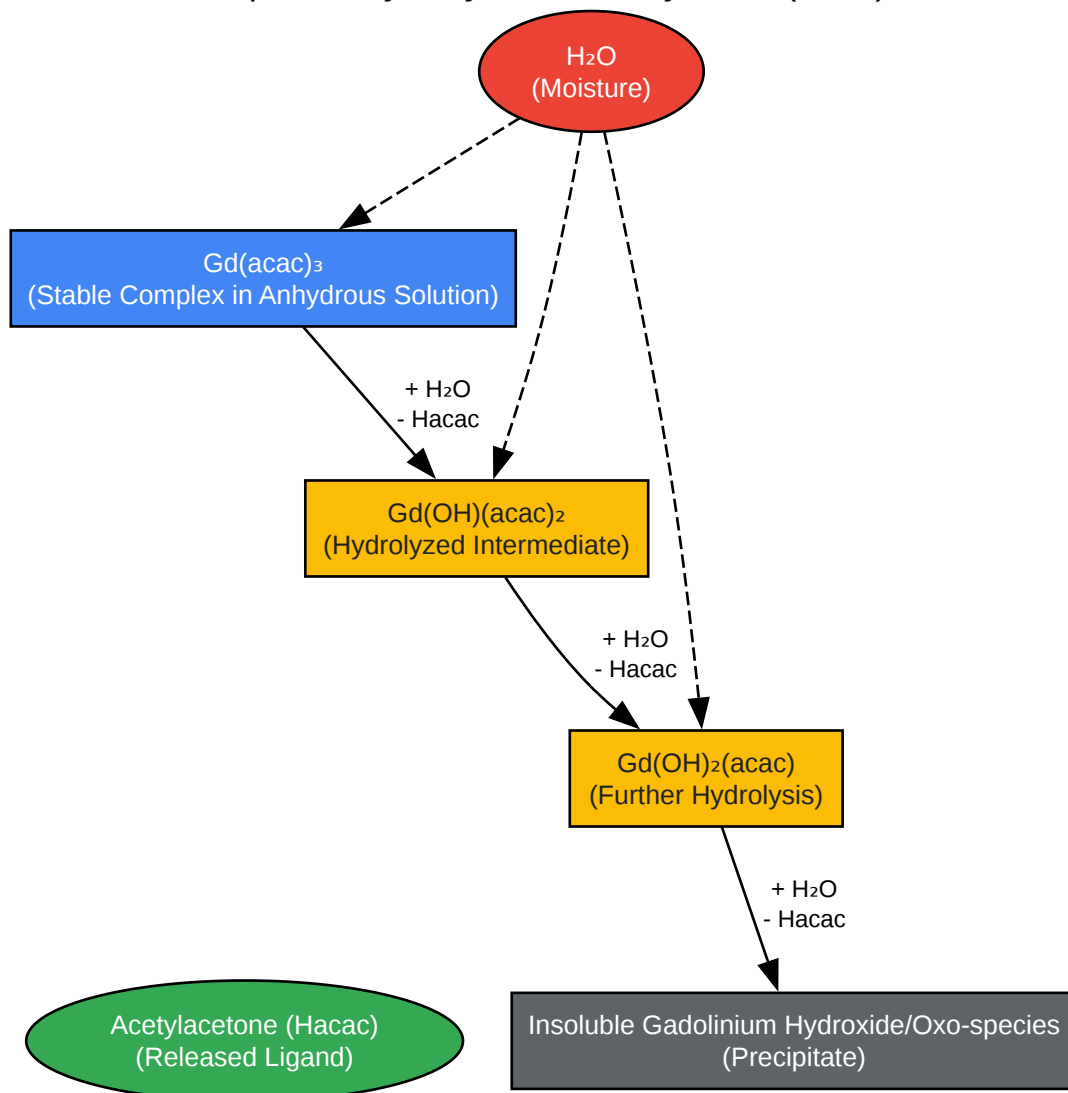 H₂O
(Moisture)
Gd(acac)₃
(Stable Complex in Anhydrous Solution)
+ H₂O
- Hacac
Gd(OH)(acac)₂
(Hydrolyzed Intermediate)
+ H₂O
- Hacac
Gd(OH)₂(acac)
(Further Hydrolysis)
+ H₂O
- Hacac
Acetylacetone (Hacac)
(Released Ligand)
Insoluble Gadolinium Hydroxide/Oxo-species
(Precipitate)